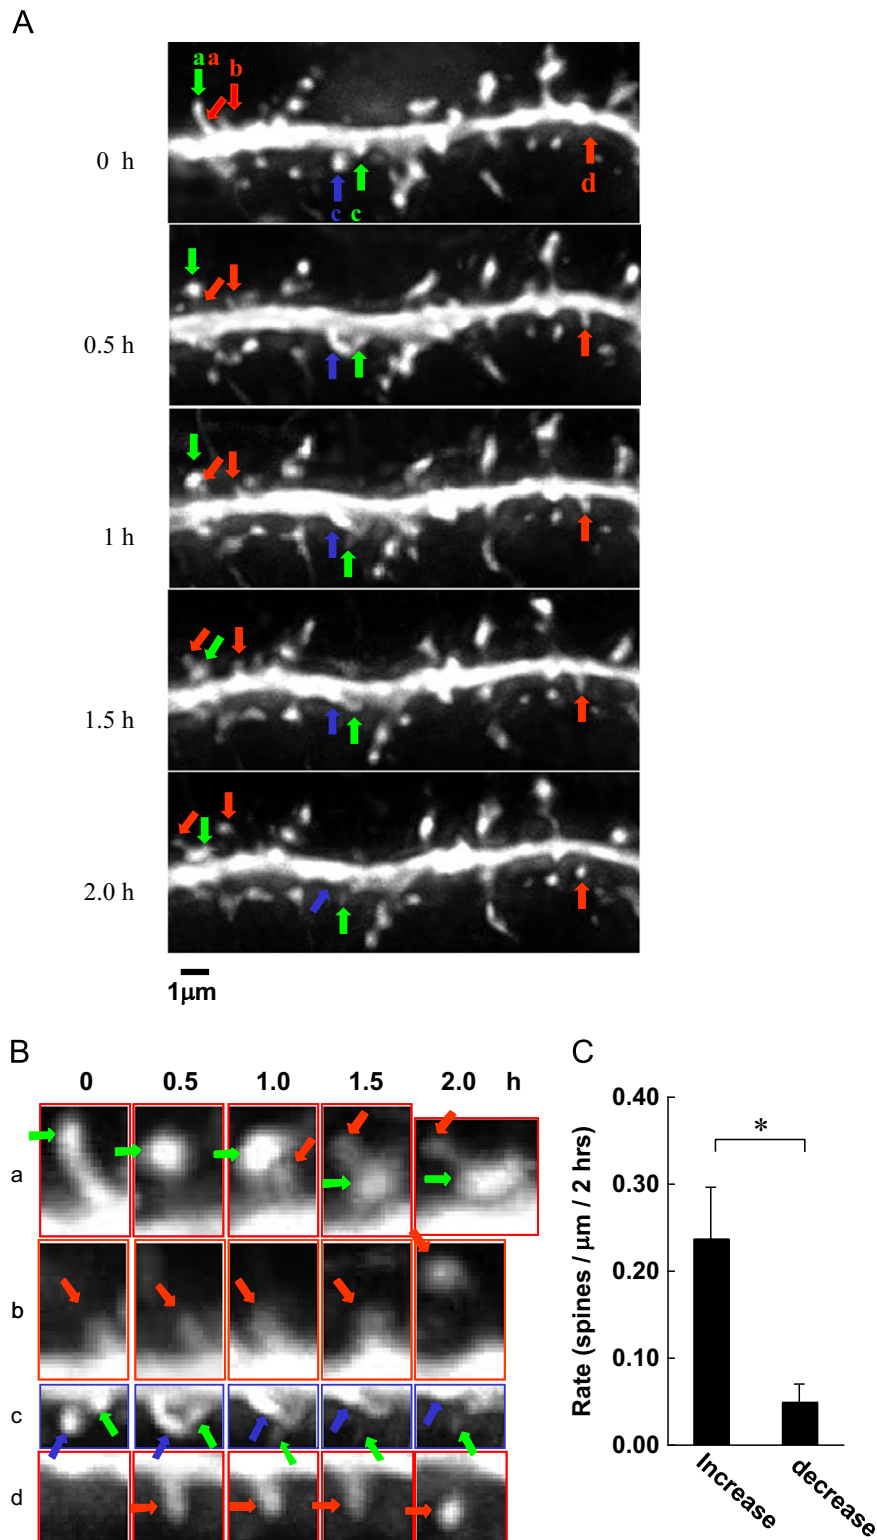 A
a a b
0 h
c c
d
0.5 h
1 h
1.5 h
2.0 h
1μm
B
0 0.5 1.0 1.5 2.0 h
a
b
c
d
C
Rate (spines / μm / 2 hrs)
0.40
0.30
0.20
0.10
0.00
*
Increase
decrease